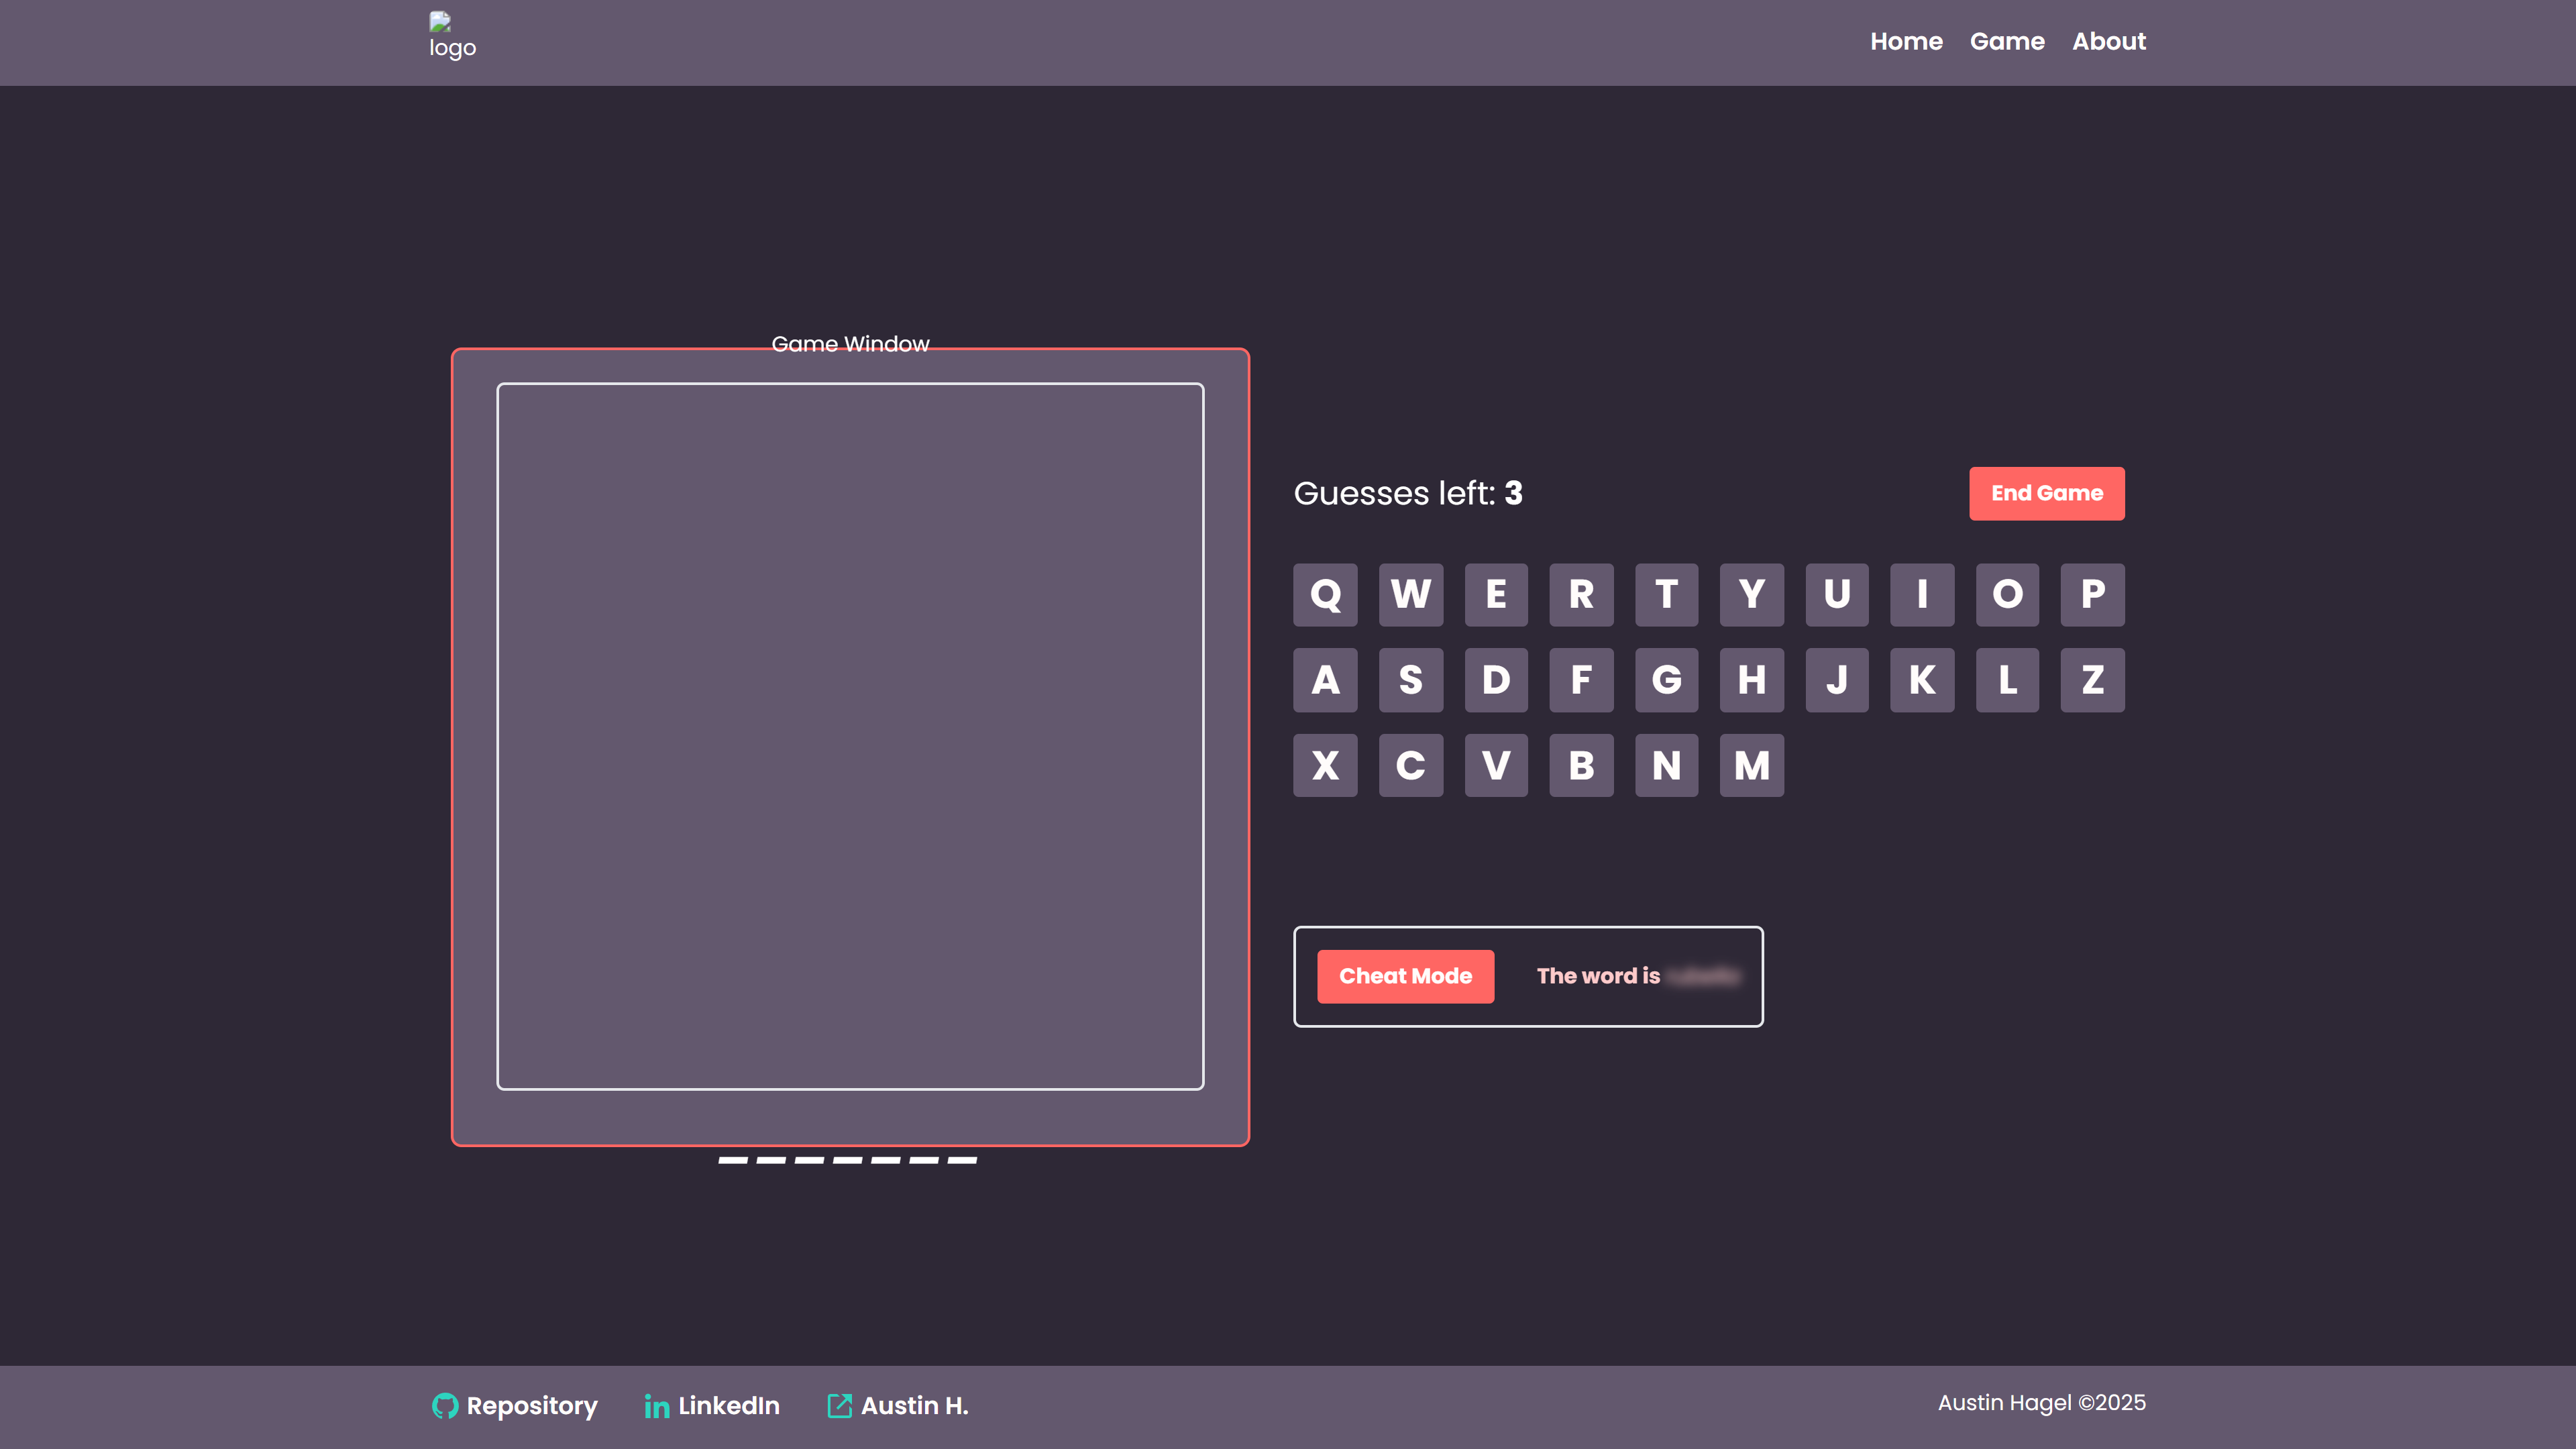 logo
Home Game About
Game Window
Guesses left: 3
End Game
Q W E R T Y U I O P
A S D F G H J K L Z
X C V B N M
Cheat Mode
The word is
_ _ _ _ _ _ _
Repository LinkedIn Austin H.
Austin Hagel ©2025